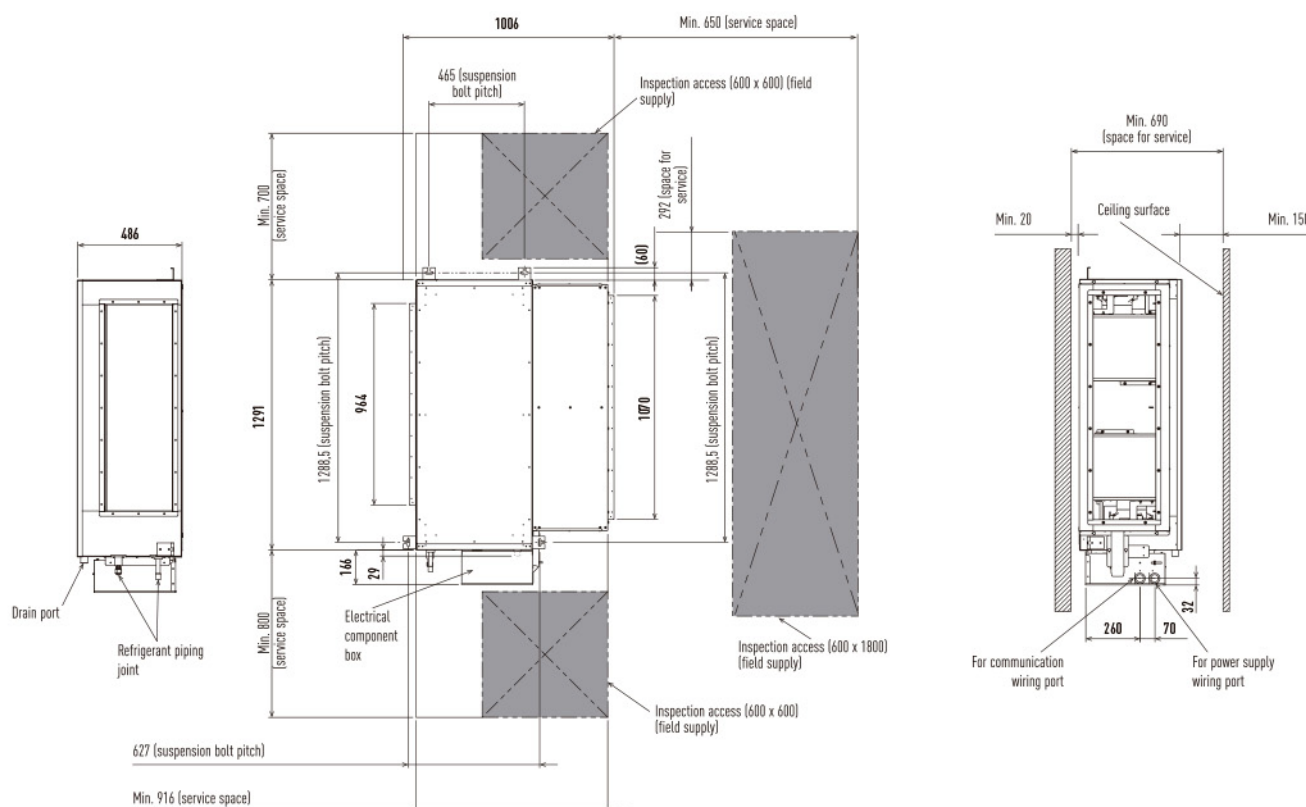 1006
Min. 650 (service space)
465 (suspension
bolt pitch)
Inspection access (600 x 600) (field
supply)
Min. 690
(space for service)
Min. 700
(service space)
292 (space for
service)
Ceiling surface
Min. 20
Min. 150
486
(60)
1291
1288,5 (suspension bolt pitch)
964
1070
1288,5 (suspension bolt pitch)
166
29
Drain port
Refrigerant piping
joint
Electrical
component
box
Min. 800
(service space)
Inspection access (600 x 1800)
(field supply)
260
70
32
For communication
wiring port
For power supply
wiring port
Inspection access (600 x 600)
(field supply)
627 (suspension bolt pitch)
Min. 916 (service space)